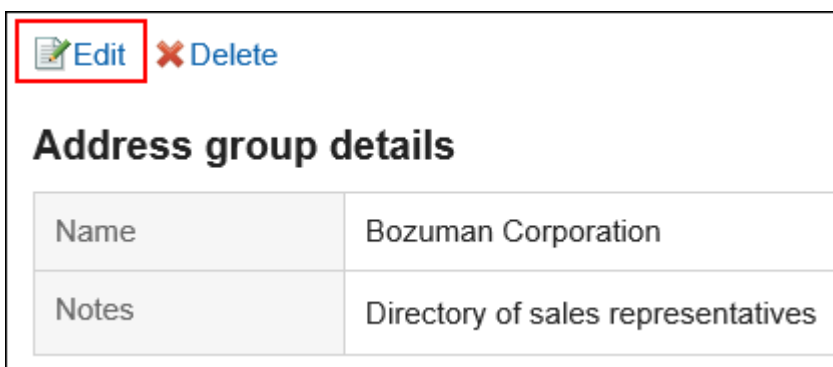 Edit Delete
Address group details
Name Bozuman Corporation
Notes Directory of sales representatives